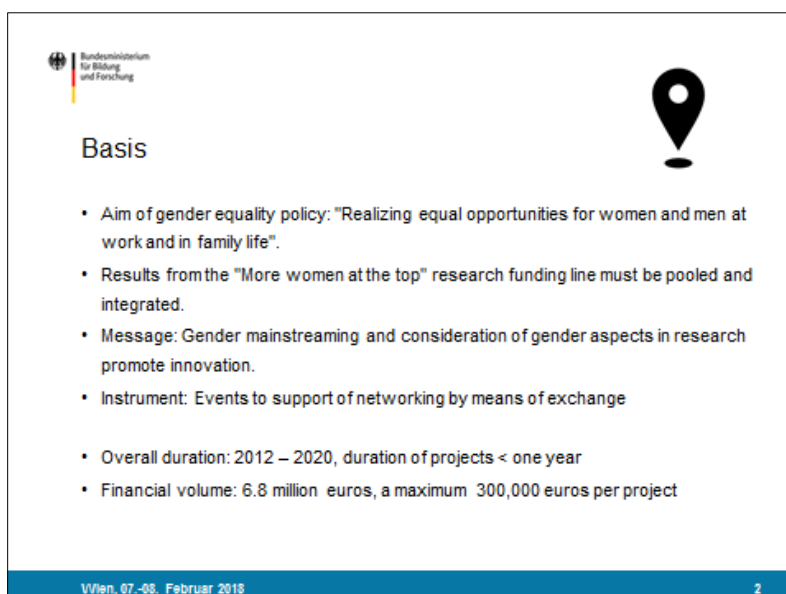 Bundesministerium
für Bildung
und Forschung
Basis
• Aim of gender equality policy: "Realizing equal opportunities for women and men at
work and in family life".
• Results from the "More women at the top" research funding line must be pooled and
integrated.
• Message: Gender mainstreaming and consideration of gender aspects in research
promote innovation.
• Instrument: Events to support of networking by means of exchange
• Overall duration: 2012 – 2020, duration of projects < one year
• Financial volume: 6.8 million euros, a maximum 300,000 euros per project
Wien, 07.-08. Februar 2018 2